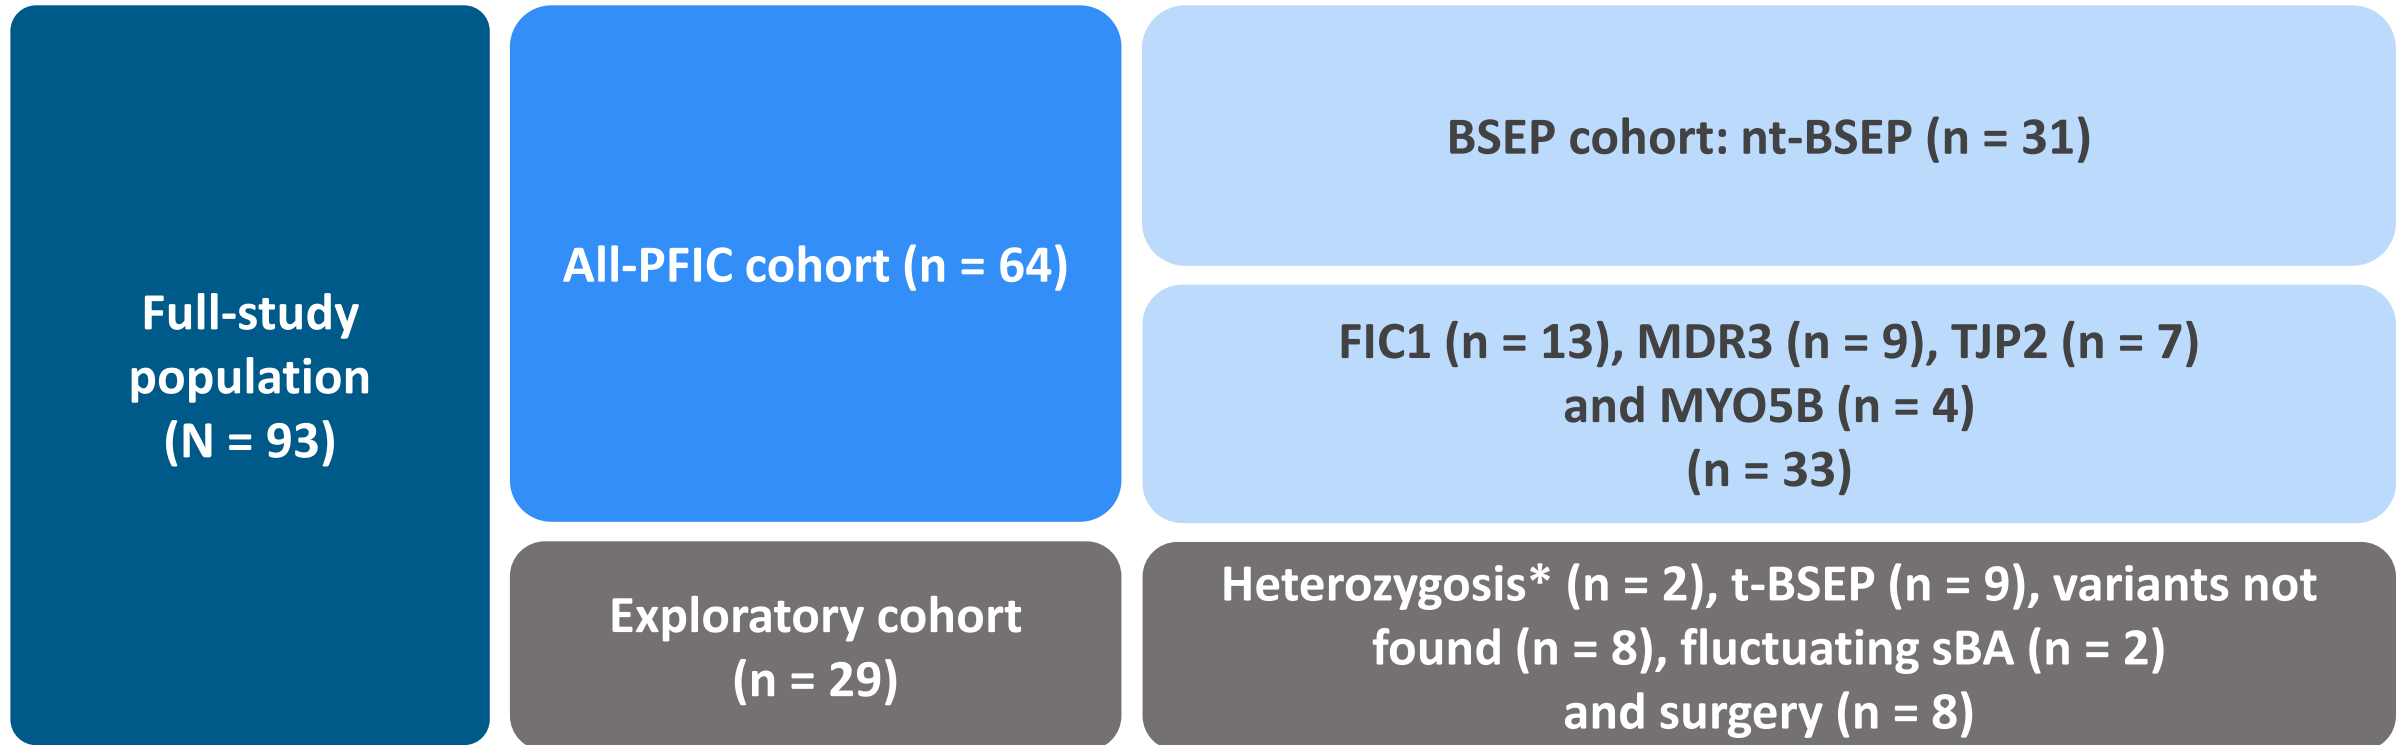 Full-study
population
(N = 93)
All-PFIC cohort (n = 64)
Exploratory cohort
(n = 29)
BSEP cohort: nt-BSEP (n = 31)
FIC1 (n = 13), MDR3 (n = 9), TJP2 (n = 7)
and MYO5B (n = 4)
(n = 33)
Heterozygosis* (n = 2), t-BSEP (n = 9), variants not
found (n = 8), fluctuating sBA (n = 2)
and surgery (n = 8)